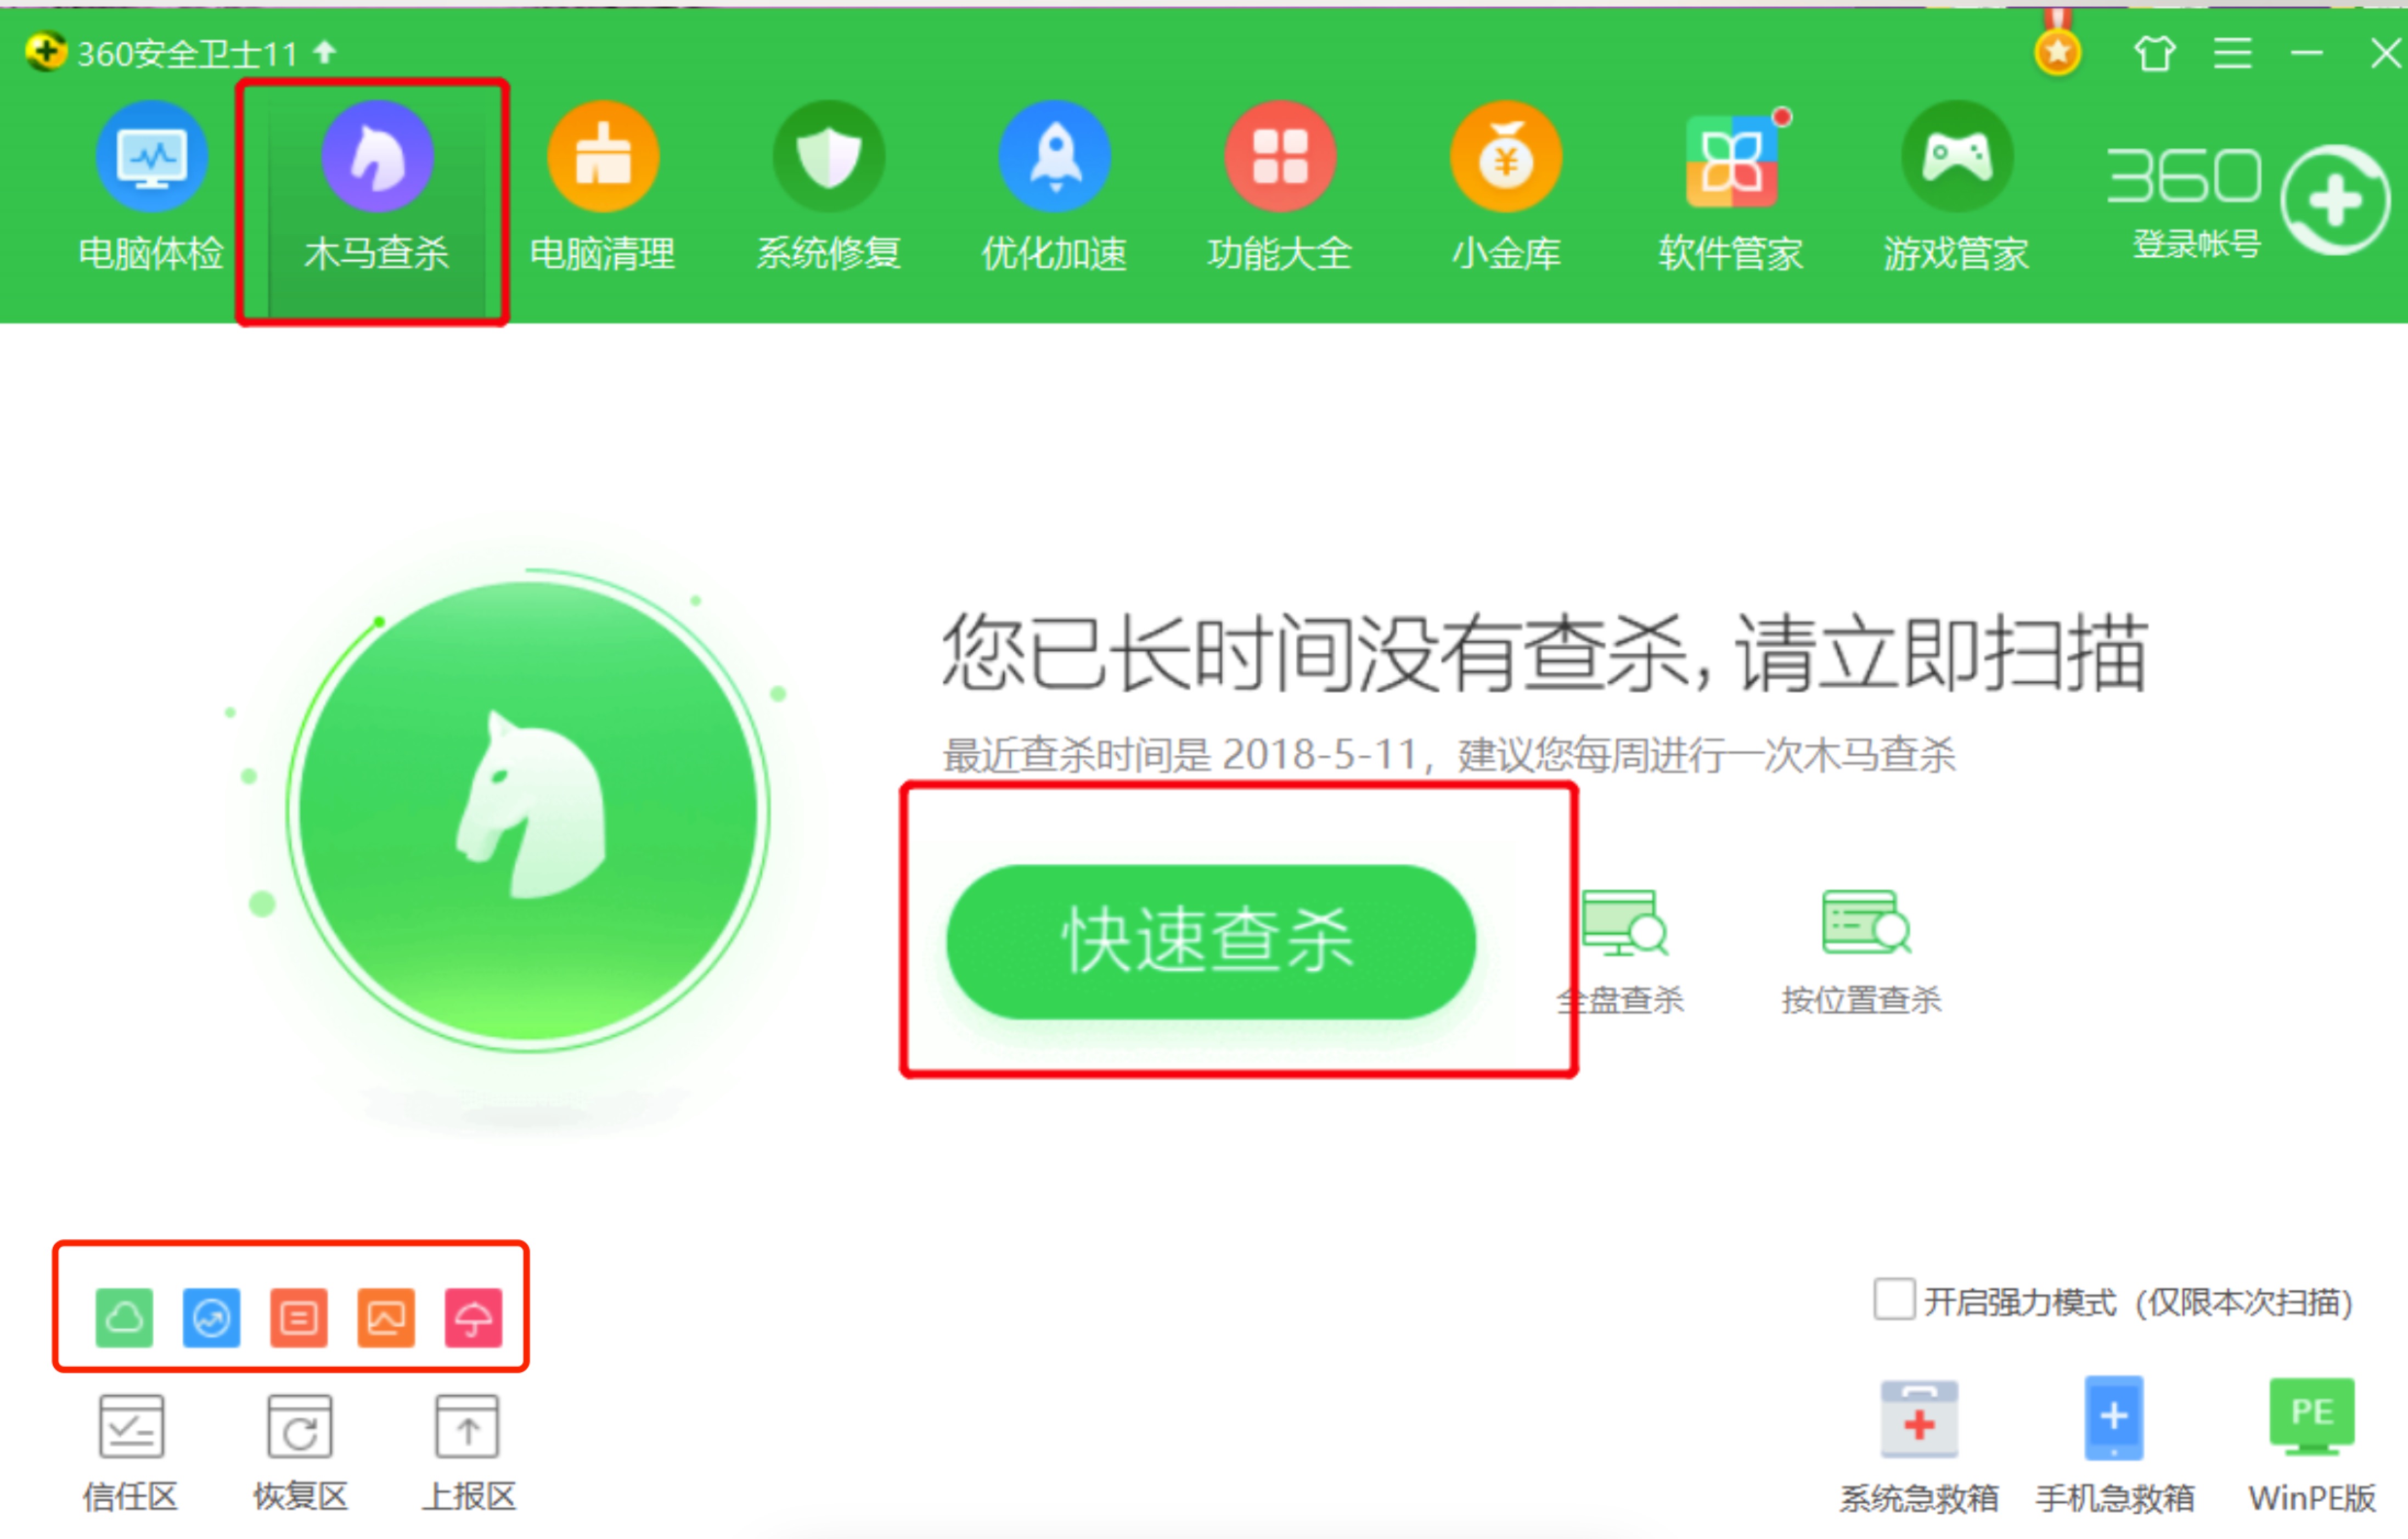 360安全卫士11
电脑体检
木马查杀
电脑清理
系统修复
优化加速
功能大全
小金库
软件管家
游戏管家
360
登录帐号
您已长时间没有查杀,请立即扫描
最近查杀时间是 2018-5-11，建议您每周进行一次木马查杀
快速查杀
全盘查杀
按位置查杀
开启强力模式（仅限本次扫描）
信任区
恢复区
上报区
PE
系统急救箱
手机急救箱
WinPE版